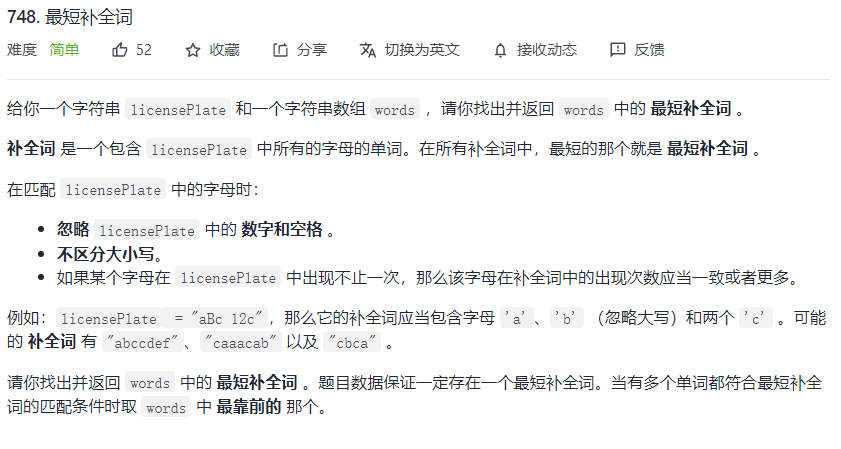 748. 最短补全词
难度 简单 52 收藏 分享 切换为英文 接收动态 反馈
给你一个字符串 licensePlate 和一个字符串数组 words ，请你找出并返回 words 中的 最短补全词 。
补全词 是一个包含 licensePlate 中所有的字母的单词。在所有补全词中，最短的那个就是 最短补全词 。
在匹配 licensePlate 中的字母时：
忽略 licensePlate 中的 数字和空格 。
不区分大小写。
如果某个字母在 licensePlate 中出现不止一次，那么该字母在补全词中的出现次数应当一致或者更多。
例如：licensePlate = "aBc 12c"，那么它的补全词应当包含字母 'a'、'b' （忽略大写）和两个 'c' 。可能
的 补全词 有 "abccdef"、"caaacab" 以及 "cbca" 。
请你找出并返回 words 中的 最短补全词 。题目数据保证一定存在一个最短补全词。当有多个单词都符合最短补全
词的匹配条件时取 words 中 最靠前的 那个。